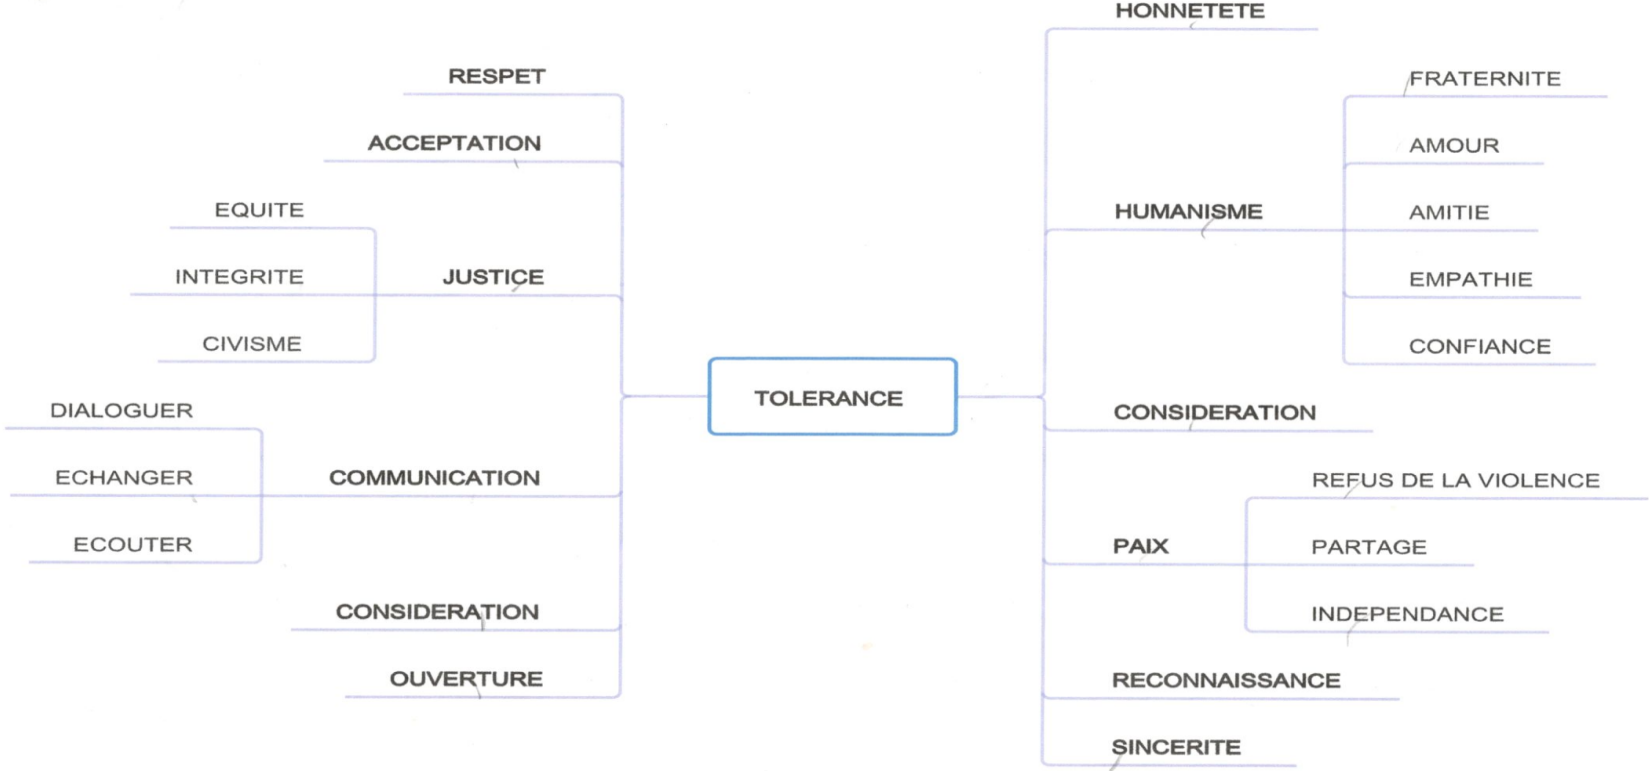 HONNETETE
RESPET
FRATERNITE
ACCEPTATION
AMOUR
EQUITE
HUMANISME
AMITIE
INTEGRITE
JUSTICE
EMPATHIE
CIVISME
CONFIANCE
TOLERANCE
DIALOGUER
CONSIDERATION
ECHANGER
COMMUNICATION
REFUS DE LA VIOLENCE
ECOUTER
PAIX
PARTAGE
CONSIDERATION
INDEPENDANCE
OUVERTURE
RECONNAISSANCE
SINCERITE